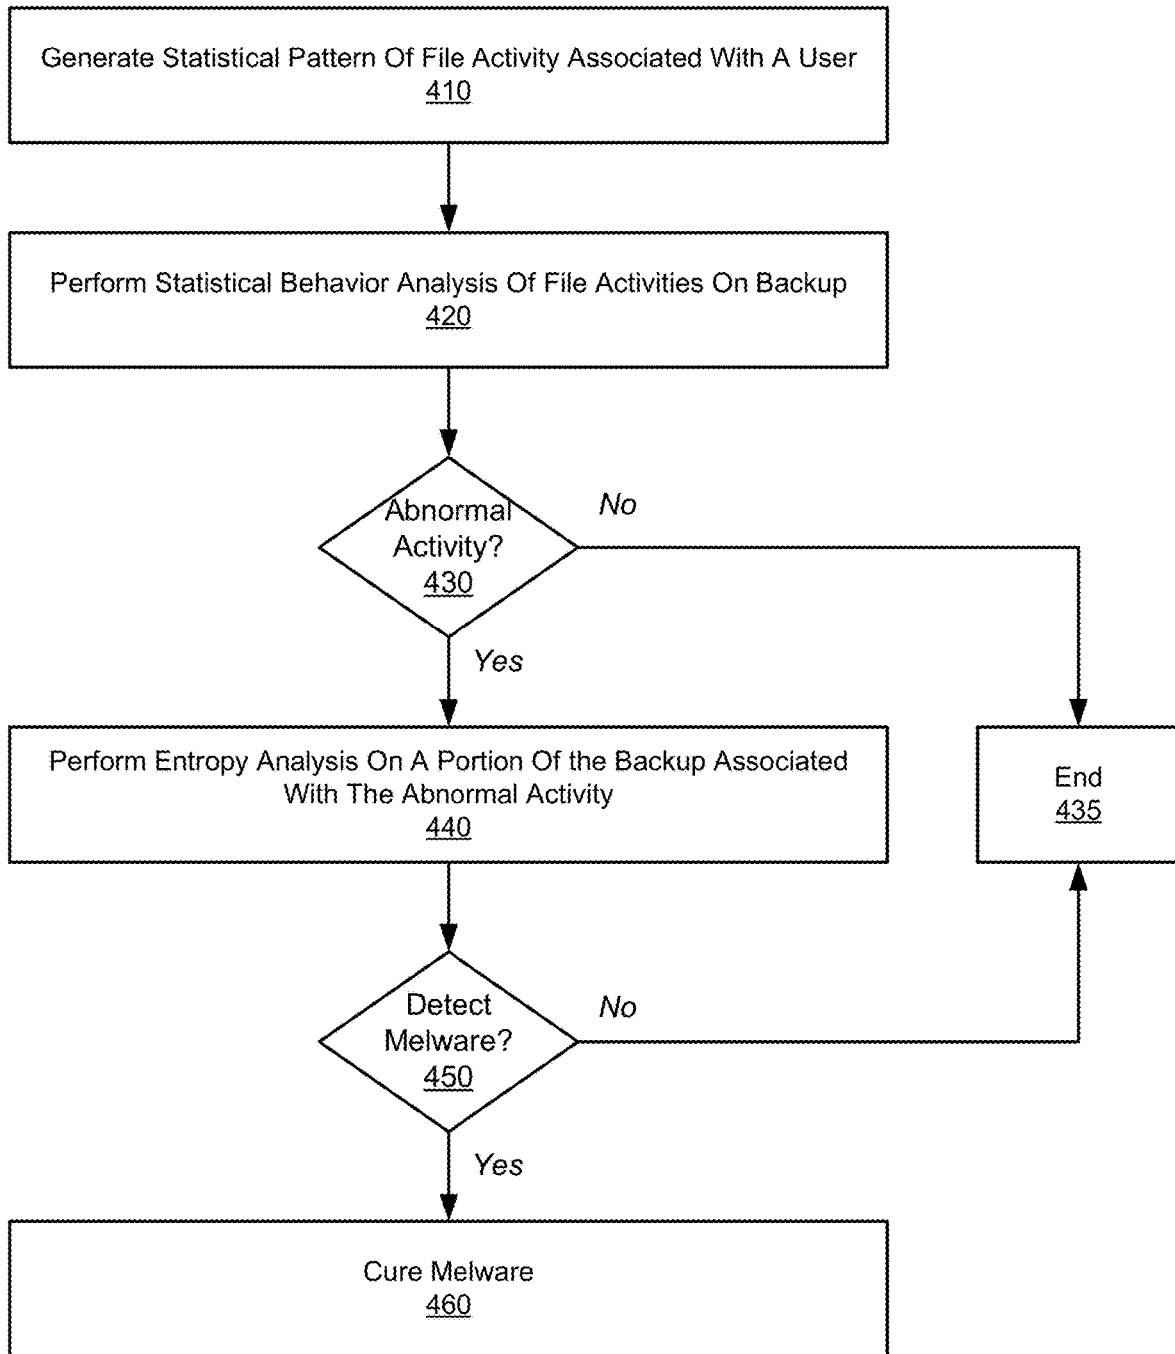 Generate Statistical Pattern Of File Activity Associated With A User
410
Perform Statistical Behavior Analysis Of File Activities On Backup
420
Abnormal
Activity?
430
No
Yes
Perform Entropy Analysis On A Portion Of the Backup Associated
With The Abnormal Activity
440
End
435
Detect
Melware?
450
No
Yes
Cure Melware
460